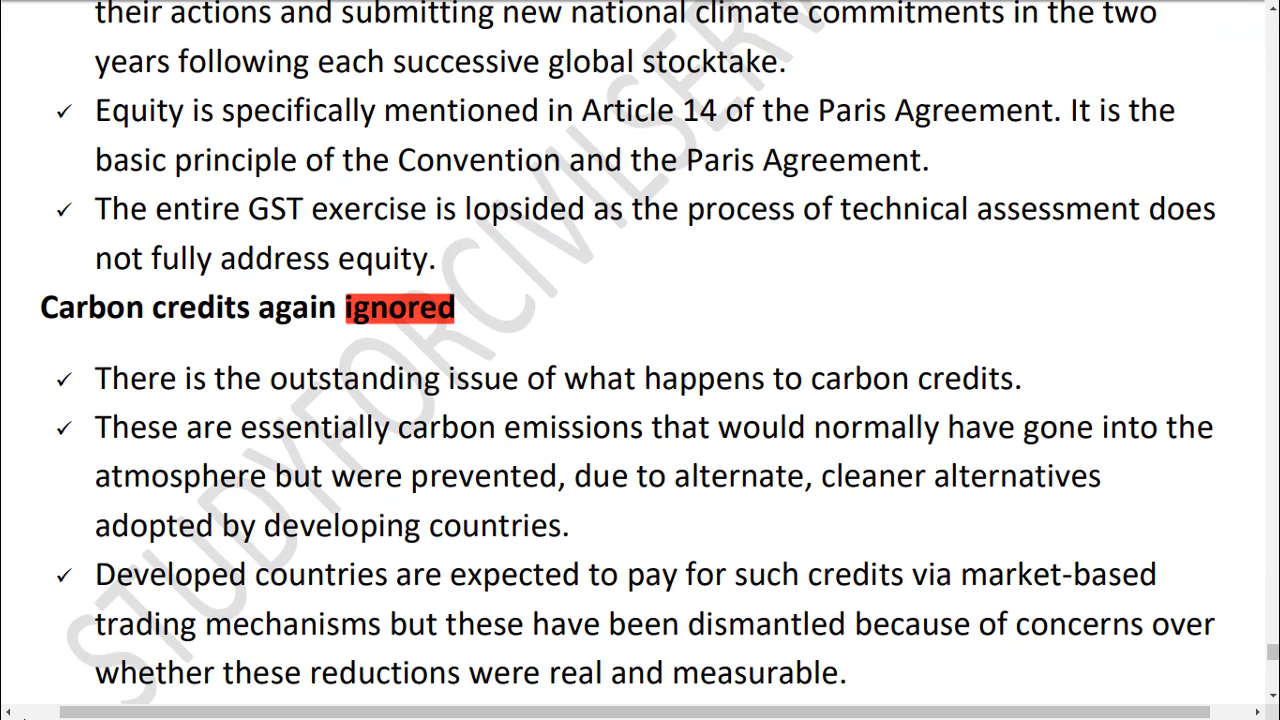 their actions and submitting new national climate commitments in the two
years following each successive global stocktake.
✓ Equity is specifically mentioned in Article 14 of the Paris Agreement. It is the
basic principle of the Convention and the Paris Agreement.
✓ The entire GST exercise is lopsided as the process of technical assessment does
not fully address equity.
Carbon credits again ignored
✓ There is the outstanding issue of what happens to carbon credits.
✓ These are essentially carbon emissions that would normally have gone into the
atmosphere but were prevented, due to alternate, cleaner alternatives
adopted by developing countries.
✓ Developed countries are expected to pay for such credits via market-based
trading mechanisms but these have been dismantled because of concerns over
whether these reductions were real and measurable.
STUDYFORCIVILSERV